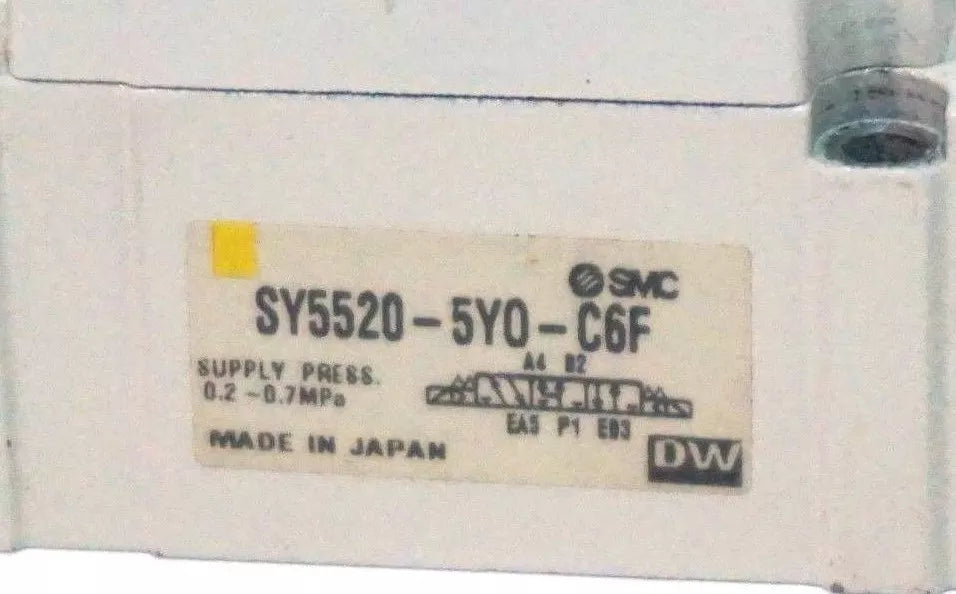 SMC
SY5520-5YO-C6F
SUPPLY PRESS.
0.2-0.7MPa
A4 B2
EA5 P1 EB3
MADE IN JAPAN
DW